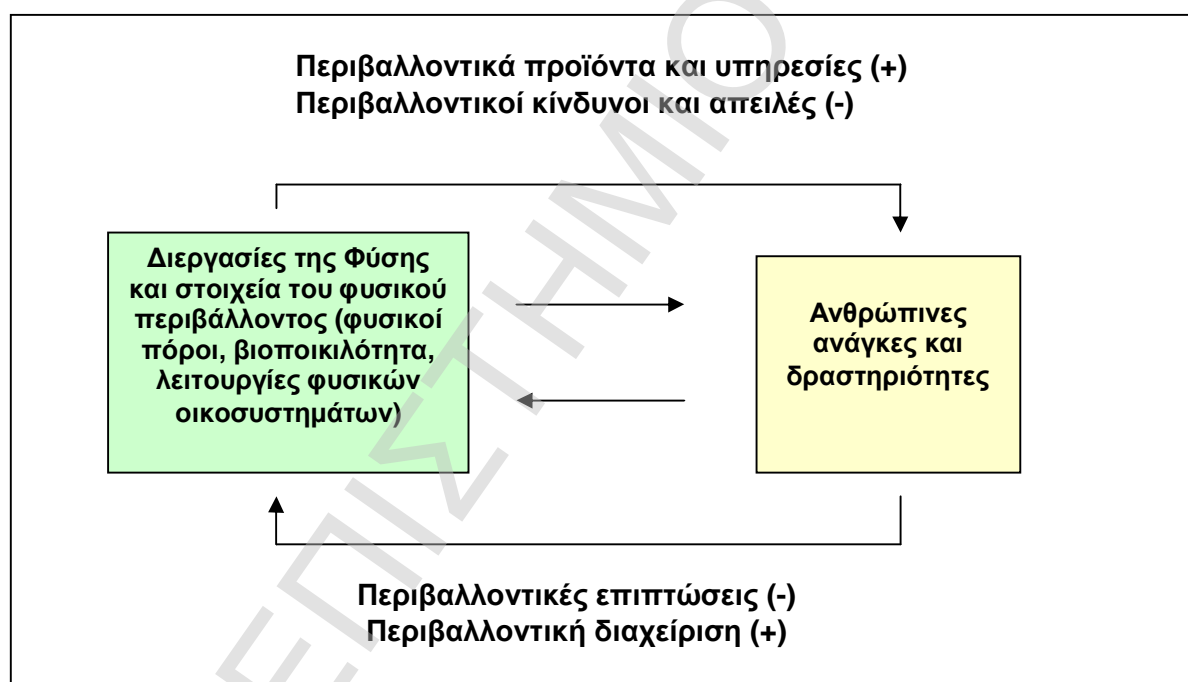 Περιβαλλοντικά προϊόντα και υπηρεσίες (+)
Περιβαλλοντικοί κίνδυνοι και απειλές (-)
Διεργασίες της Φύσης
και στοιχεία του φυσικού
περιβάλλοντος (φυσικοί
πόροι, βιοποικιλότητα,
λειτουργίες φυσικών
οικοσυστημάτων)
Ανθρώπινες
ανάγκες και
δραστηριότητες
Περιβαλλοντικές επιπτώσεις (-)
Περιβαλλοντική διαχείριση (+)
ΕΠΙΣΤΗΜΙΟ